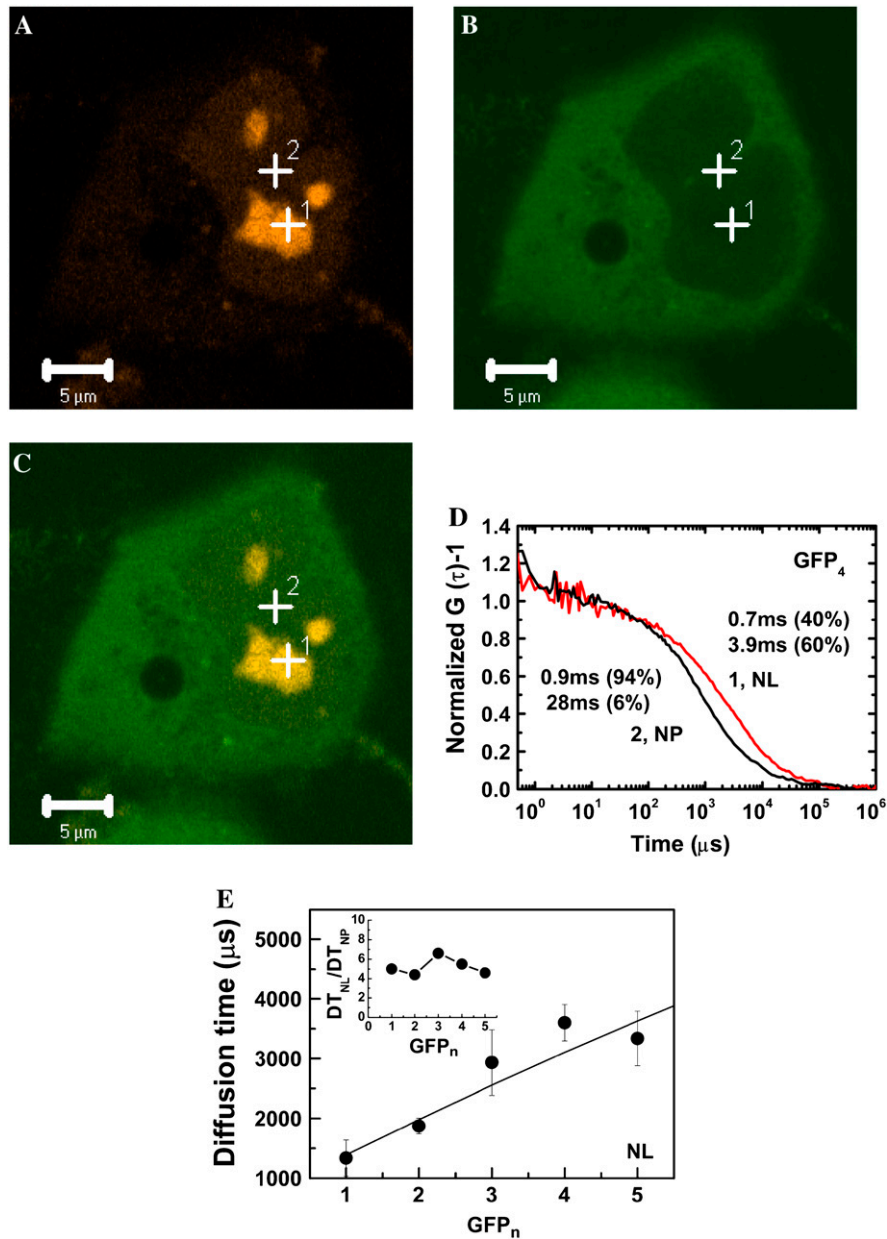 A
2
1
5 μm
B
2
1
C
2
1
5 μm
D
Normalized G (τ)-1
1.4
1.2
1.0
0.8
0.6
0.4
0.2
0.0
GFP4
0.7ms (40%)
3.9ms (60%)
1, NL
0.9ms (94%)
28ms (6%)
2, NP
10^0 10^1 10^2 10^3 10^4 10^5 10^6
Time (μs)
E
Diffusion time (μs)
5000
4000
3000
2000
1000
DT_NL/DT_NP
10
8
6
4
2
0
0 1 2 3 4 5
GFPn
NL
1 2 3 4 5
GFPn